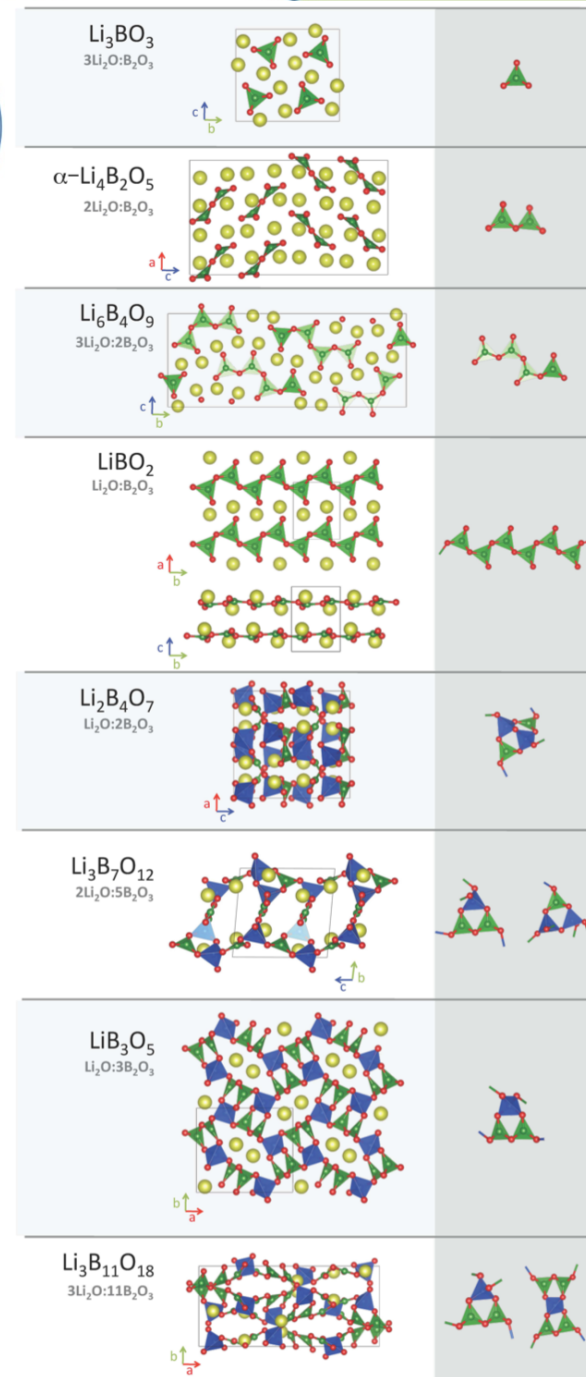 Li₃BO₃
3Li₂O:B₂O₃
c
b
α−Li₄B₂O₅
2Li₂O:B₂O₃
a
c
Li₆B₄O₉
3Li₂O:2B₂O₃
c
b
LiBO₂
Li₂O:B₂O₃
a
b
c
b
Li₂B₄O₇
Li₂O:2B₂O₃
a
c
Li₃B₇O₁₂
2Li₂O:5B₂O₃
b
c
LiB₃O₅
Li₂O:3B₂O₃
b
a
Li₃B₁₁O₁₈
3Li₂O:11B₂O₃
b
a